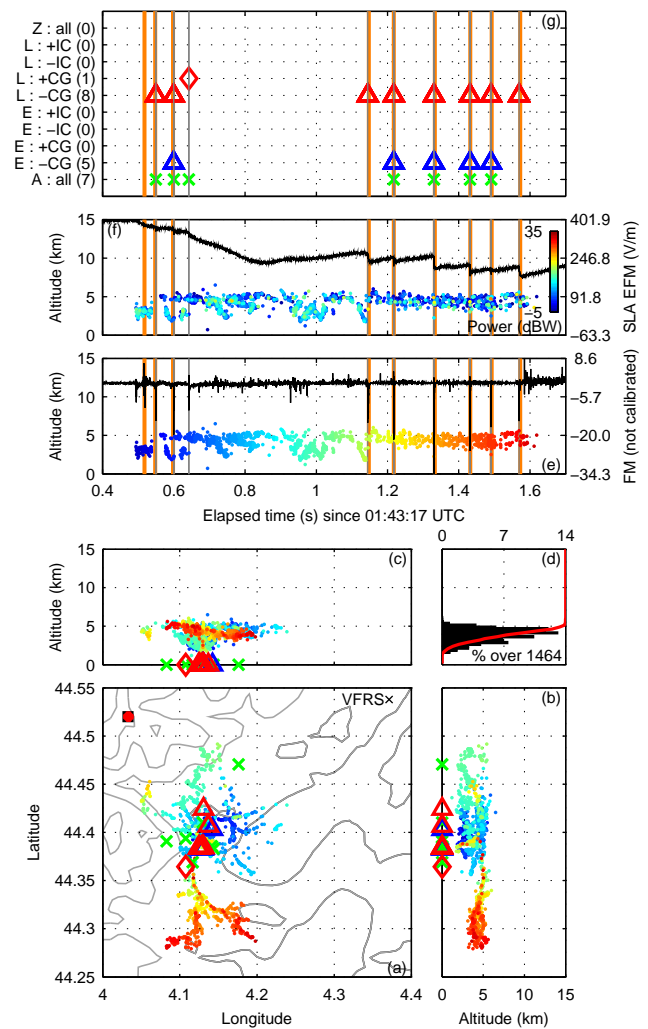 (g)
Z : all (0)
L : +IC (0)
L : −IC (0)
L : +CG (1)
L : −CG (8)
E : +IC (0)
E : −IC (0)
E : +CG (0)
E : −CG (5)
A : all (7)
(f)
15
10
5
0
Altitude (km)
35
−5
Power (dBW)
401.9
246.8
91.8
−63.3
SLA EFM (V/m)
15
10
5
0
Altitude (km)
8.6
−5.7
−20.0
−34.3
FM (not calibrated)
(e)
0.4 0.6 0.8 1 1.2 1.4 1.6
Elapsed time (s) since 01:43:17 UTC
15
10
5
0
Altitude (km)
(c)
0 7 14
(d)
% over 1464
44.55
44.5
44.45
44.4
44.35
44.3
44.25
Latitude
VFRS×
(a)
4 4.1 4.2 4.3 4.4
Longitude
(b)
0 5 10 15
Altitude (km)